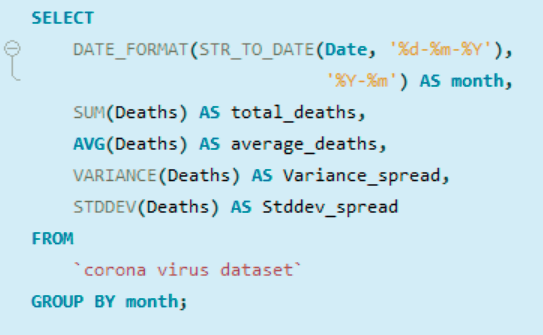 SELECT
DATE_FORMAT(STR_TO_DATE(Date, '%d-%m-%Y'),
'%Y-%m') AS month,
SUM(Deaths) AS total_deaths,
AVG(Deaths) AS average_deaths,
VARIANCE(Deaths) AS Variance_spread,
STDDEV(Deaths) AS Stddev_spread
FROM
`corona virus dataset`
GROUP BY month;